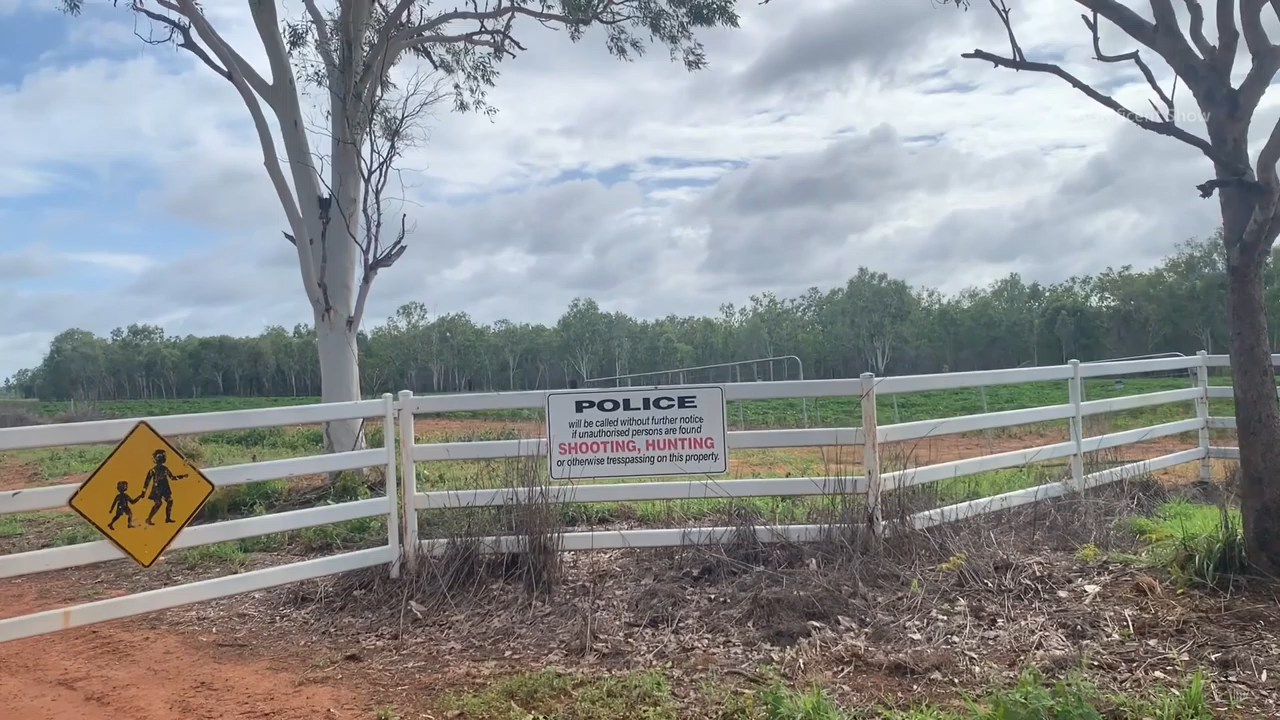 POLICE
will be called without further notice
if unauthorised persons are found
SHOOTING, HUNTING
or otherwise tresspassing on this property.